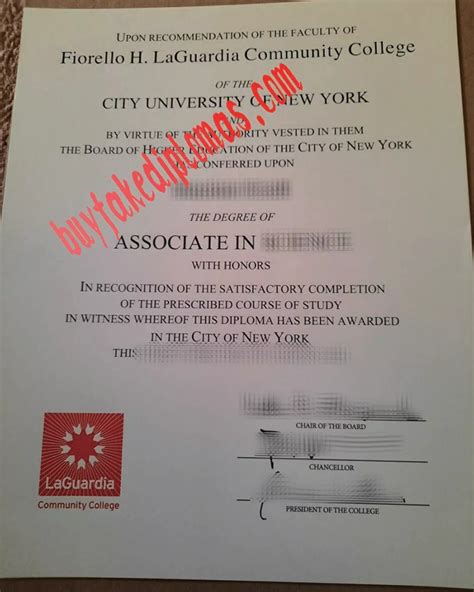 UPON RECOMMENDATION OF THE FACULTY OF
FIORELLO H. LAGUARDIA COMMUNITY COLLEGE
OF THE
CITY UNIVERSITY OF NEW YORK
AND
BY VIRTUE OF THE AUTHORITY VESTED IN THEM
THE BOARD OF HIGHER EDUCATION OF THE CITY OF NEW YORK
HAS CONFERRED UPON
THE DEGREE OF
ASSOCIATE IN
WITH HONORS
IN RECOGNITION OF THE SATISFACTORY COMPLETION
OF THE PRESCRIBED COURSE OF STUDY
IN WITNESS WHEREOF THIS DIPLOMA HAS BEEN AWARDED
IN THE CITY OF NEW YORK
THIS
CHAIR OF THE BOARD
CHANCELLOR
PRESIDENT OF THE COLLEGE
LaGuardia
Community College
buyfakediplomas.com